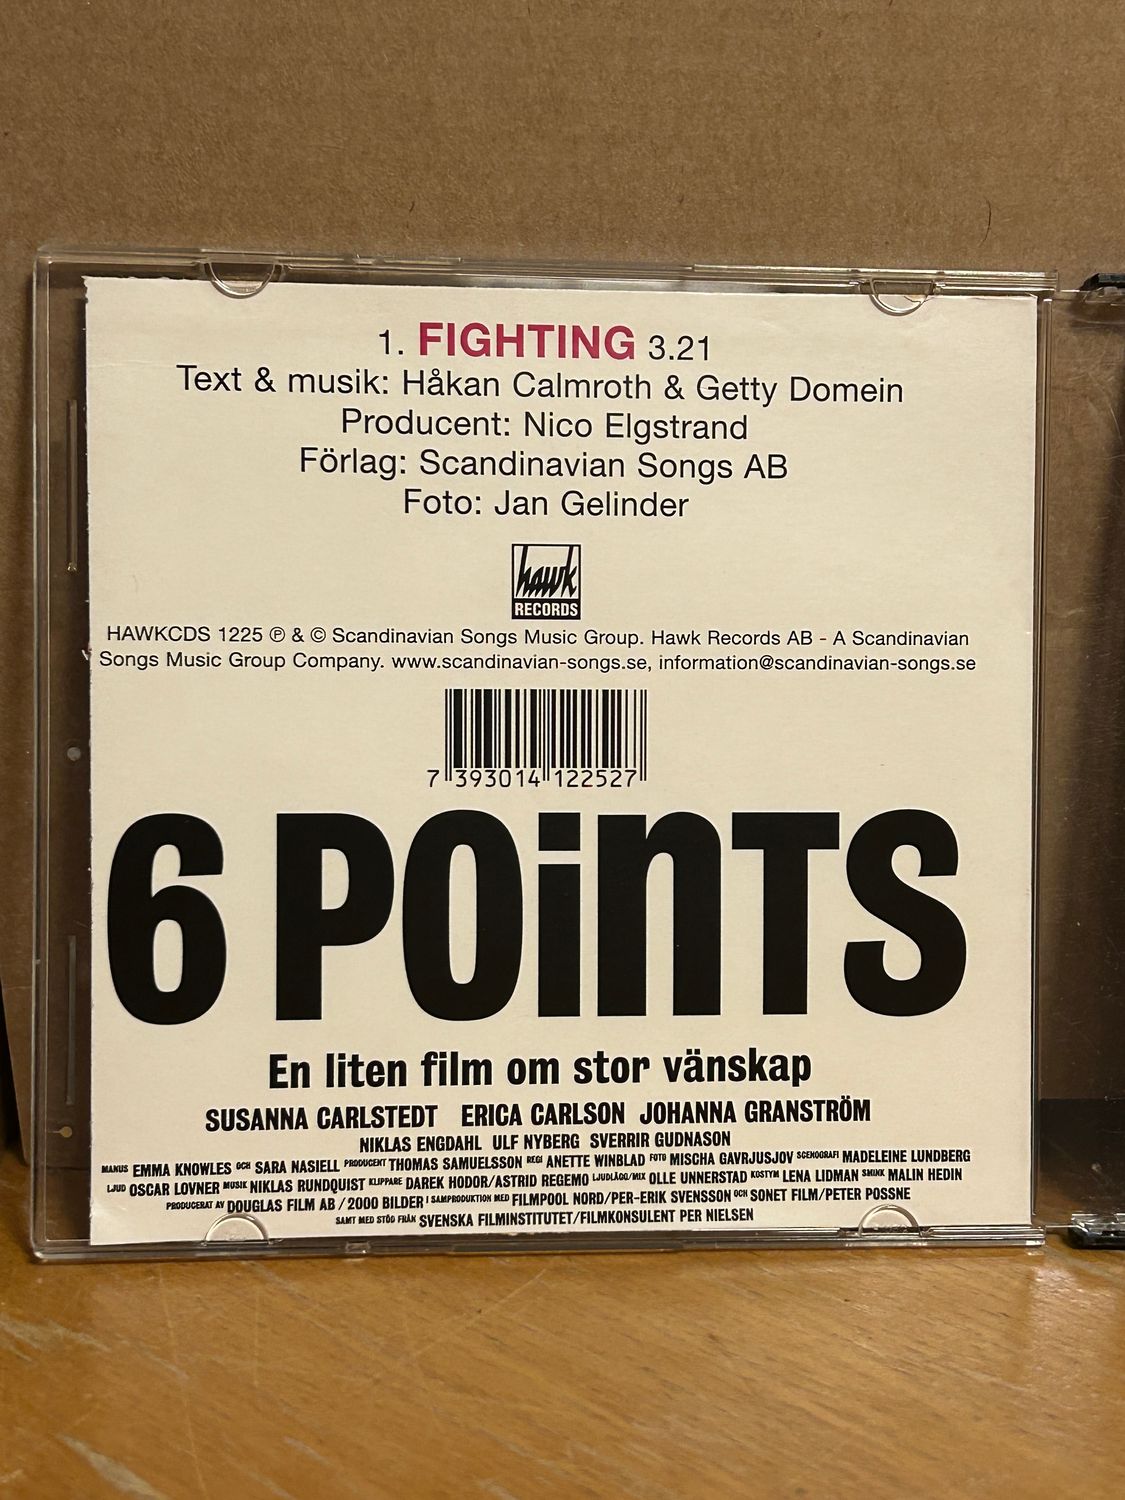 1. FIGHTING 3.21
Text & musik: Håkan Calmroth & Getty Domein
Producent: Nico Elgstrand
Förlag: Scandinavian Songs AB
Foto: Jan Gelinder
hawk
RECORDS
HAWKCDS 1225 ℗ & © Scandinavian Songs Music Group. Hawk Records AB - A Scandinavian
Songs Music Group Company. www.scandinavian-songs.se, information@scandinavian-songs.se
7 393014 122527
6 POiNTS
En liten film om stor vänskap
SUSANNA CARLSTEDT ERICA CARLSON JOHANNA GRANSTRÖM
NIKLAS ENGDAHL ULF NYBERG SVERRIR GUDNASON
MANUS EMMA KNOWLES OCH SARA NASIELL PRODUCENT THOMAS SAMUELSSON REGI ANETTE WINBLAD FOTO MISCHA GAVRJUSJOV SCENOGRAFI MADELEINE LUNDBERG
LJUD OSCAR LOVNER MUSIK NIKLAS RUNDQUIST KLIPPARE DAREK HODOR/ASTRID REGEMO LJUDLÄGG/MIX OLLE UNNERSTAD KOSTYM LENA LIDMAN SMINK MALIN HEDIN
PRODUCERAT AV DOUGLAS FILM AB / 2000 BILDER I SAMPRODUKTION MED FILMPOOL NORD/PER-ERIK SVENSSON OCH SONET FILM/PETER POSSNE
SAMT MED STÖD FRÅN SVENSKA FILMINSTITUTET/FILMKONSULENT PER NIELSEN